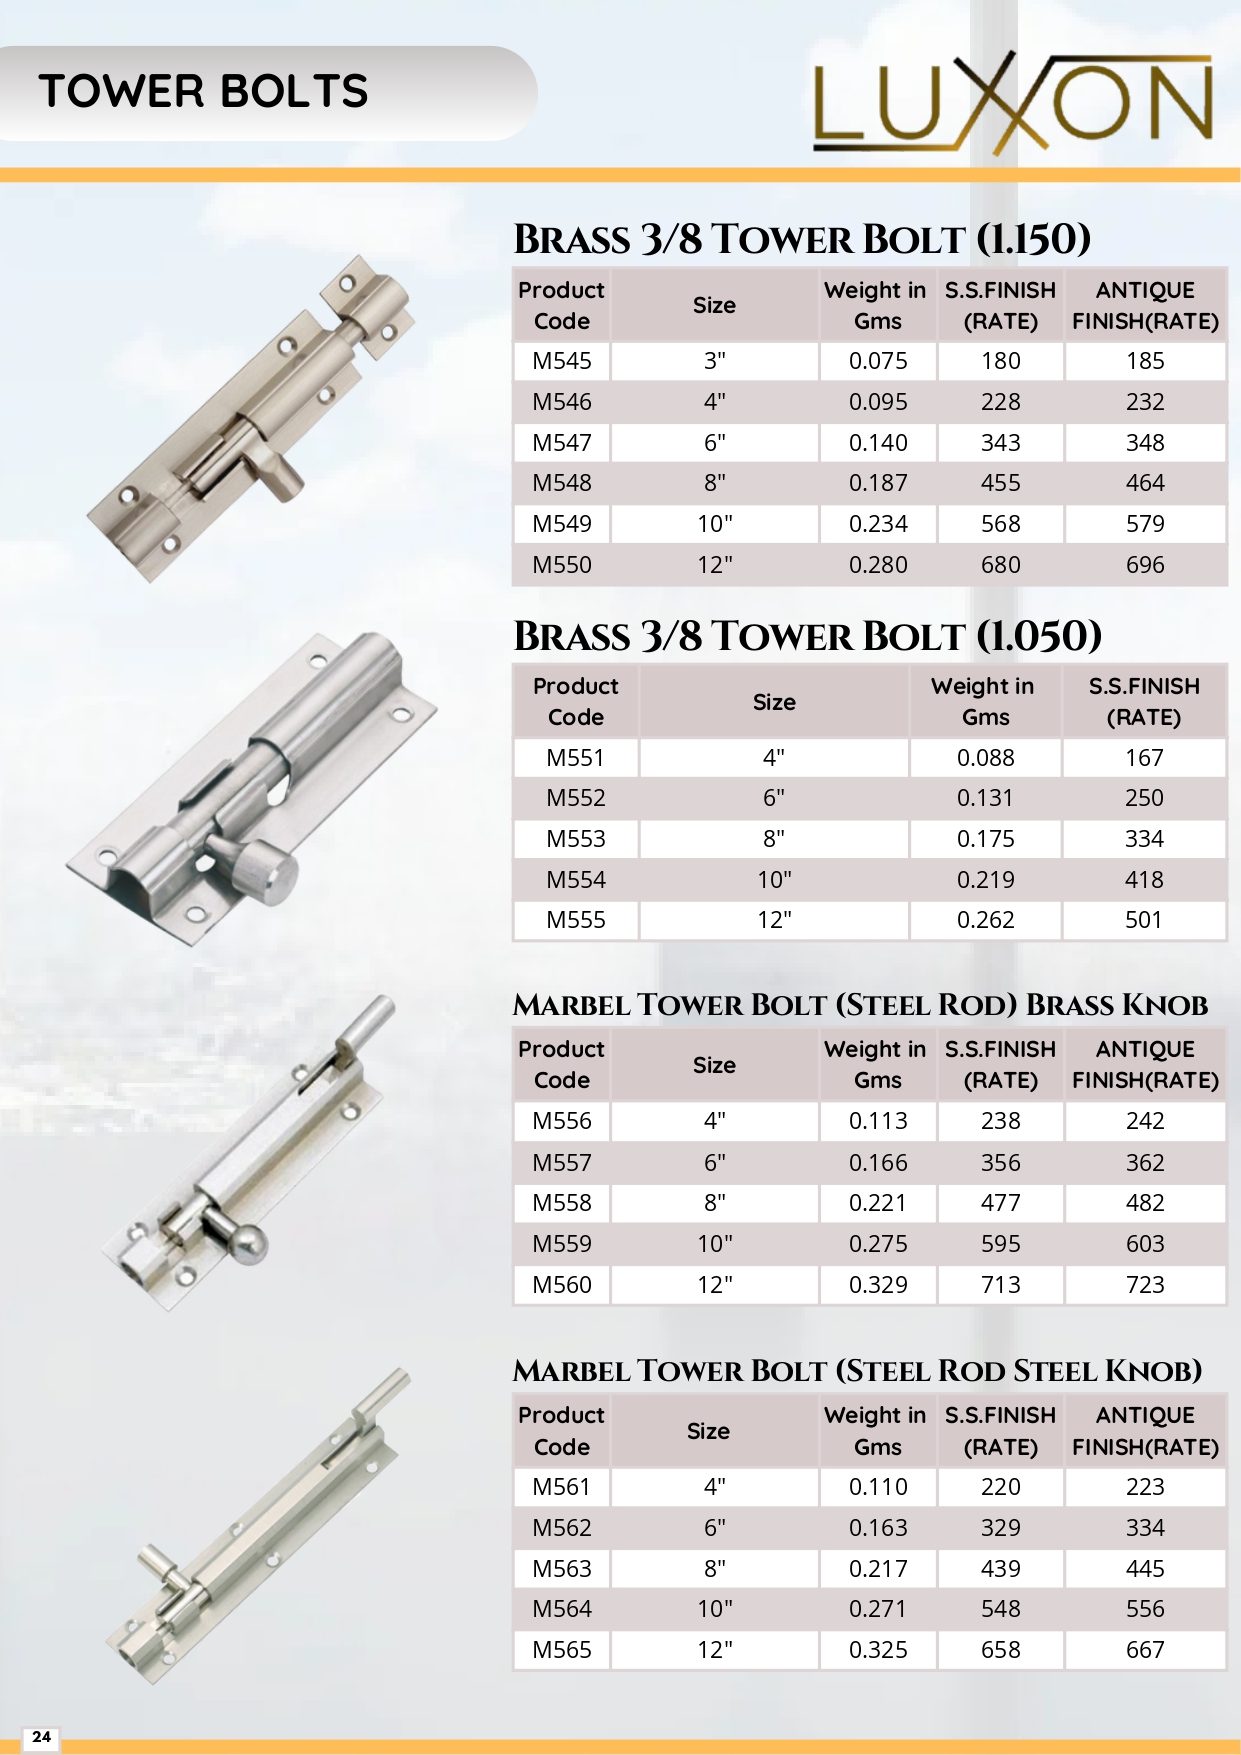 TOWER BOLTS
LUXXON
BRASS 3/8 TOWER BOLT (1.150)
Product Code Size Weight in Gms S.S.FINISH (RATE) ANTIQUE FINISH(RATE)
M545 3" 0.075 180 185
M546 4" 0.095 228 232
M547 6" 0.140 343 348
M548 8" 0.187 455 464
M549 10" 0.234 568 579
M550 12" 0.280 680 696
BRASS 3/8 TOWER BOLT (1.050)
Product Code Size Weight in Gms S.S.FINISH (RATE)
M551 4" 0.088 167
M552 6" 0.131 250
M553 8" 0.175 334
M554 10" 0.219 418
M555 12" 0.262 501
MARBEL TOWER BOLT (STEEL ROD) BRASS KNOB
Product Code Size Weight in Gms S.S.FINISH (RATE) ANTIQUE FINISH(RATE)
M556 4" 0.113 238 242
M557 6" 0.166 356 362
M558 8" 0.221 477 482
M559 10" 0.275 595 603
M560 12" 0.329 713 723
MARBEL TOWER BOLT (STEEL ROD STEEL KNOB)
Product Code Size Weight in Gms S.S.FINISH (RATE) ANTIQUE FINISH(RATE)
M561 4" 0.110 220 223
M562 6" 0.163 329 334
M563 8" 0.217 439 445
M564 10" 0.271 548 556
M565 12" 0.325 658 667
24